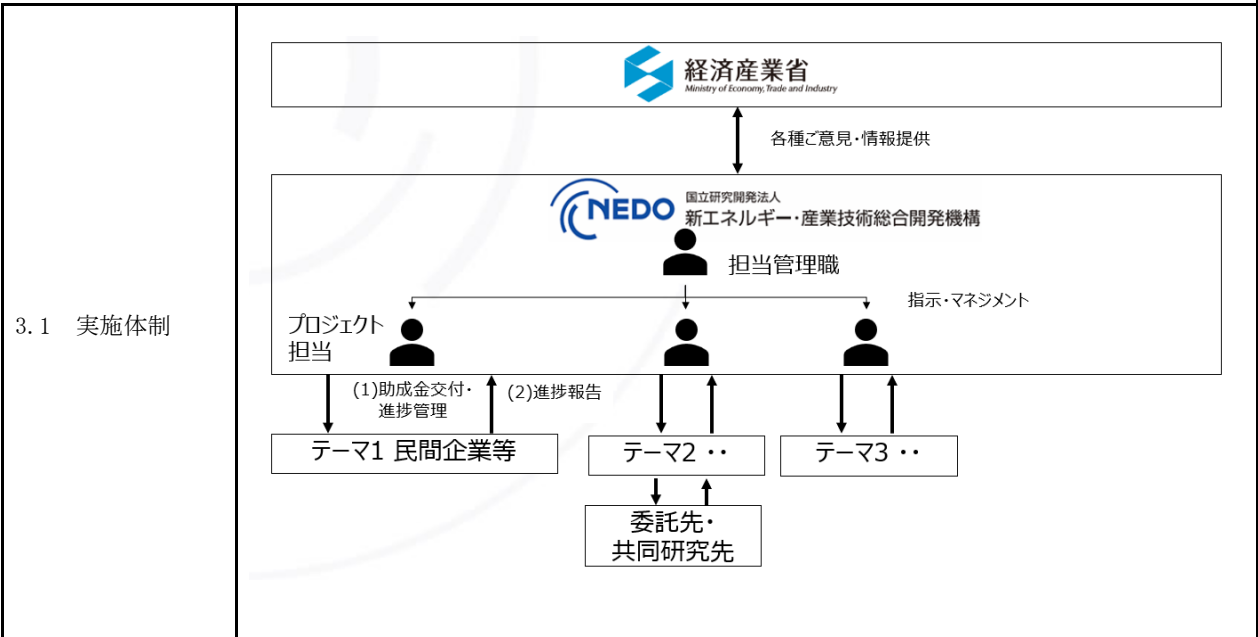 3.1 実施体制
経済産業省
Ministry of Economy, Trade and Industry
各種ご意見・情報提供
NEDO
国立研究開発法人
新エネルギー・産業技術総合開発機構
担当管理職
指示・マネジメント
プロジェクト
担当
(1)助成金交付・
進捗管理
(2)進捗報告
テーマ1 民間企業等
テーマ2 ・・
テーマ3 ・・
委託先・
共同研究先